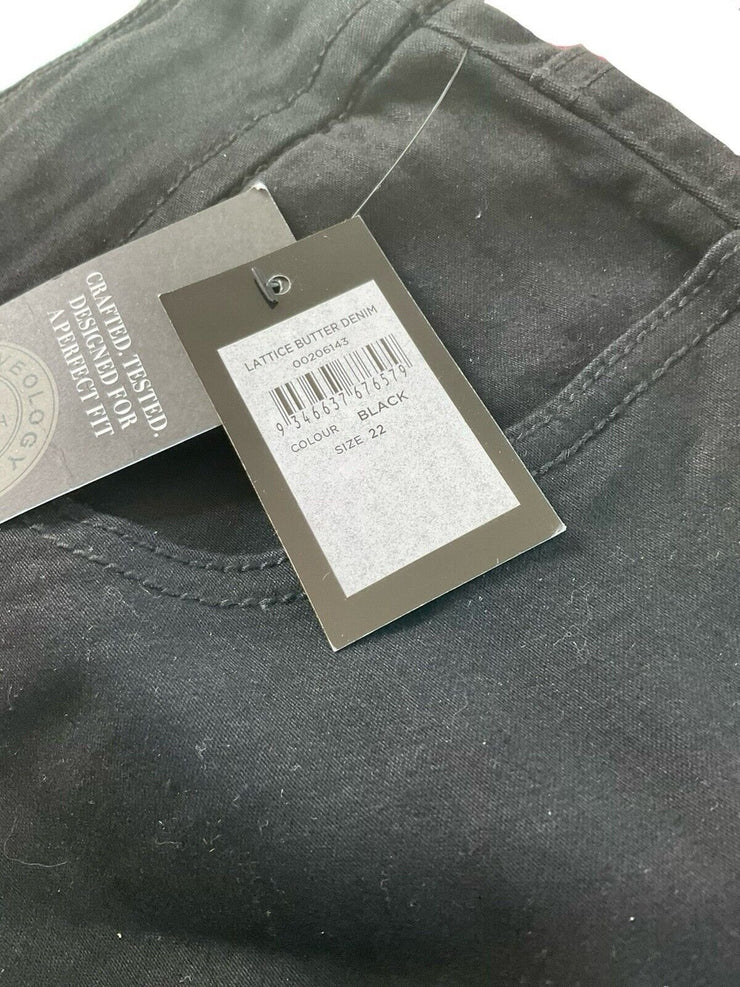 CRAFTED. TESTED.
DESIGNED FOR
A PERFECT FIT
LATTICE BUTTER DENIM
00206143
9 346637 676579
COLOUR BLACK
SIZE 22